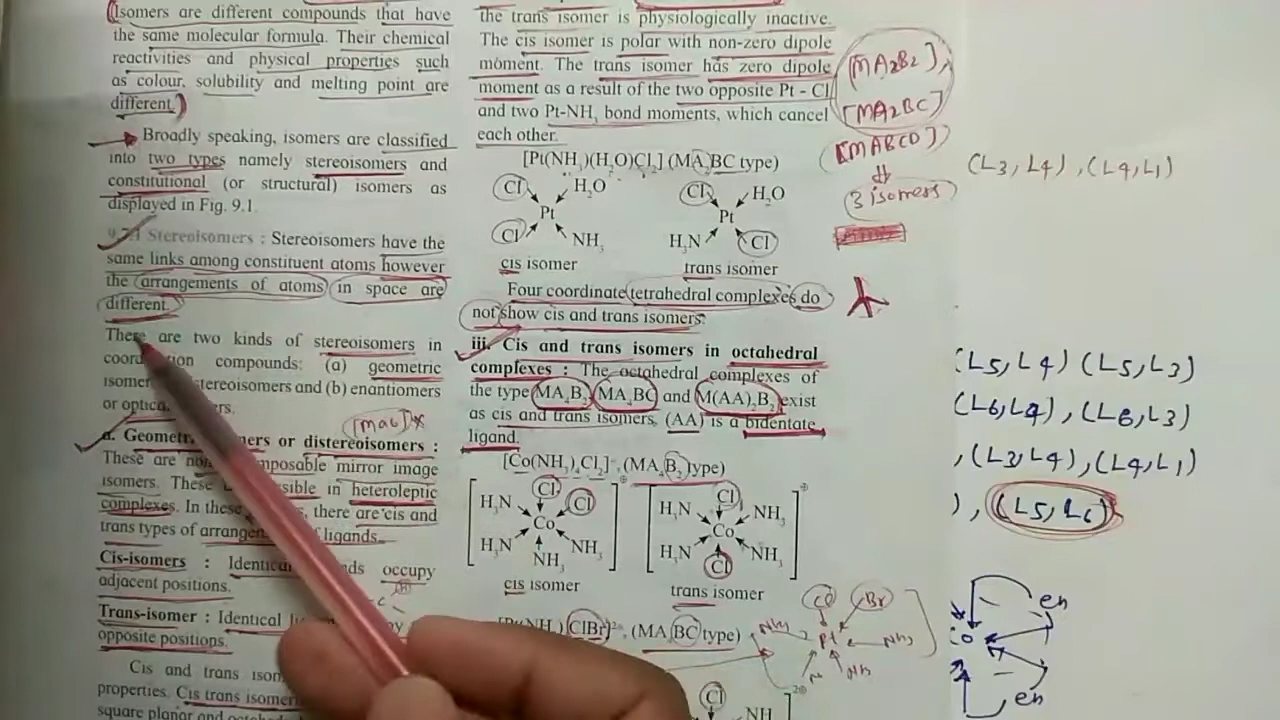 Isomers are different compounds that have
the same molecular formula. Their chemical
reactivities and physical properties such
as colour, solubility and melting point are
different.)
Broadly speaking, isomers are classified
into two types namely stereoisomers and
constitutional (or structural) isomers as
displayed in Fig. 9.1
9.7.1 Stereoisomers : Stereoisomers have the
same links among constituent atoms however
the arrangements of atoms in space are
different.
There are two kinds of stereoisomers in
compounds: (a) geometric
stereoisomers and (b) enantiomers
or
a. or distereoisomers :
These are mirror image
isomers. These in heteroleptic
complexes. In these there are cis and
trans types of ligands.
Cis-isomers : occupy
adjacent positions.
Trans-isomer : Identical
opposite positions.
Cis and trans
properties. Cis trans
square planar and
[ma6]x
the trans isomer is physiologically inactive.
The cis isomer is polar with non-zero dipole
moment. The trans isomer has zero dipole
moment as a result of the two opposite Pt - Cl
and two Pt-NH3 bond moments, which cancel
each other.
[Pt(NH3)(H2O)Cl2] (MA2BC type)
Cl H2O Cl H2O
Pt Pt
Cl NH3 H3N Cl
cis isomer trans isomer
Four coordinate tetrahedral complexes do
not show cis and trans isomers.
iii. Cis and trans isomers in octahedral
complexes : The octahedral complexes of
the type MA4B2, MA4BC and M(AA)2B2 exist
as cis and trans isomers. (AA) is a bidentate
ligand.
[Co(NH3)4Cl2]⊕ (MA4B2 type)
Cl Cl ⊕ Cl ⊕
H3N H3N NH3
Co Co
H3N NH3 H3N NH3
NH3 Cl
cis isomer trans isomer
ClBr]2⊕, (MA4BC type)
Cl 2⊕
NH
[MA2B2],
[MA2BC]
[MABCD]
3 isomers
Cl Br
NH3 Pt NH3
NH
(L3, L4) , (L4, L1)
(L5, L4) (L5, L3)
(L6, L4) , (L6, L3)
, (L3, L4) , (L4, L1)
) , (L5, L6)
en
en